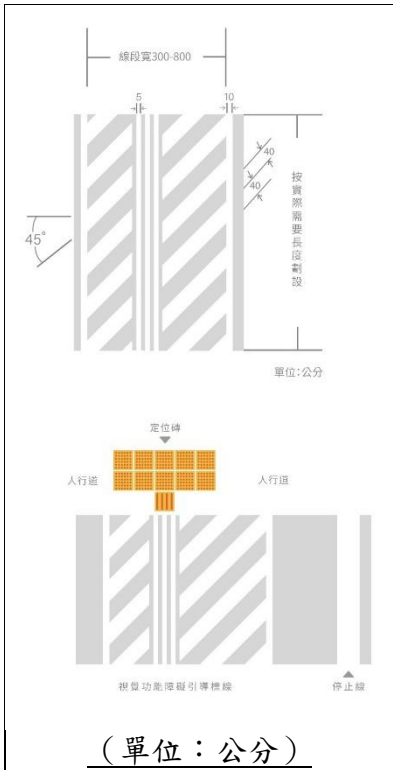 線段寬300-800
5
10
40
40
45°
按實際需要長度劃設
單位:公分
定位磚
人行道
人行道
視覺功能障礙引導標線
停止線
（單位：公分）